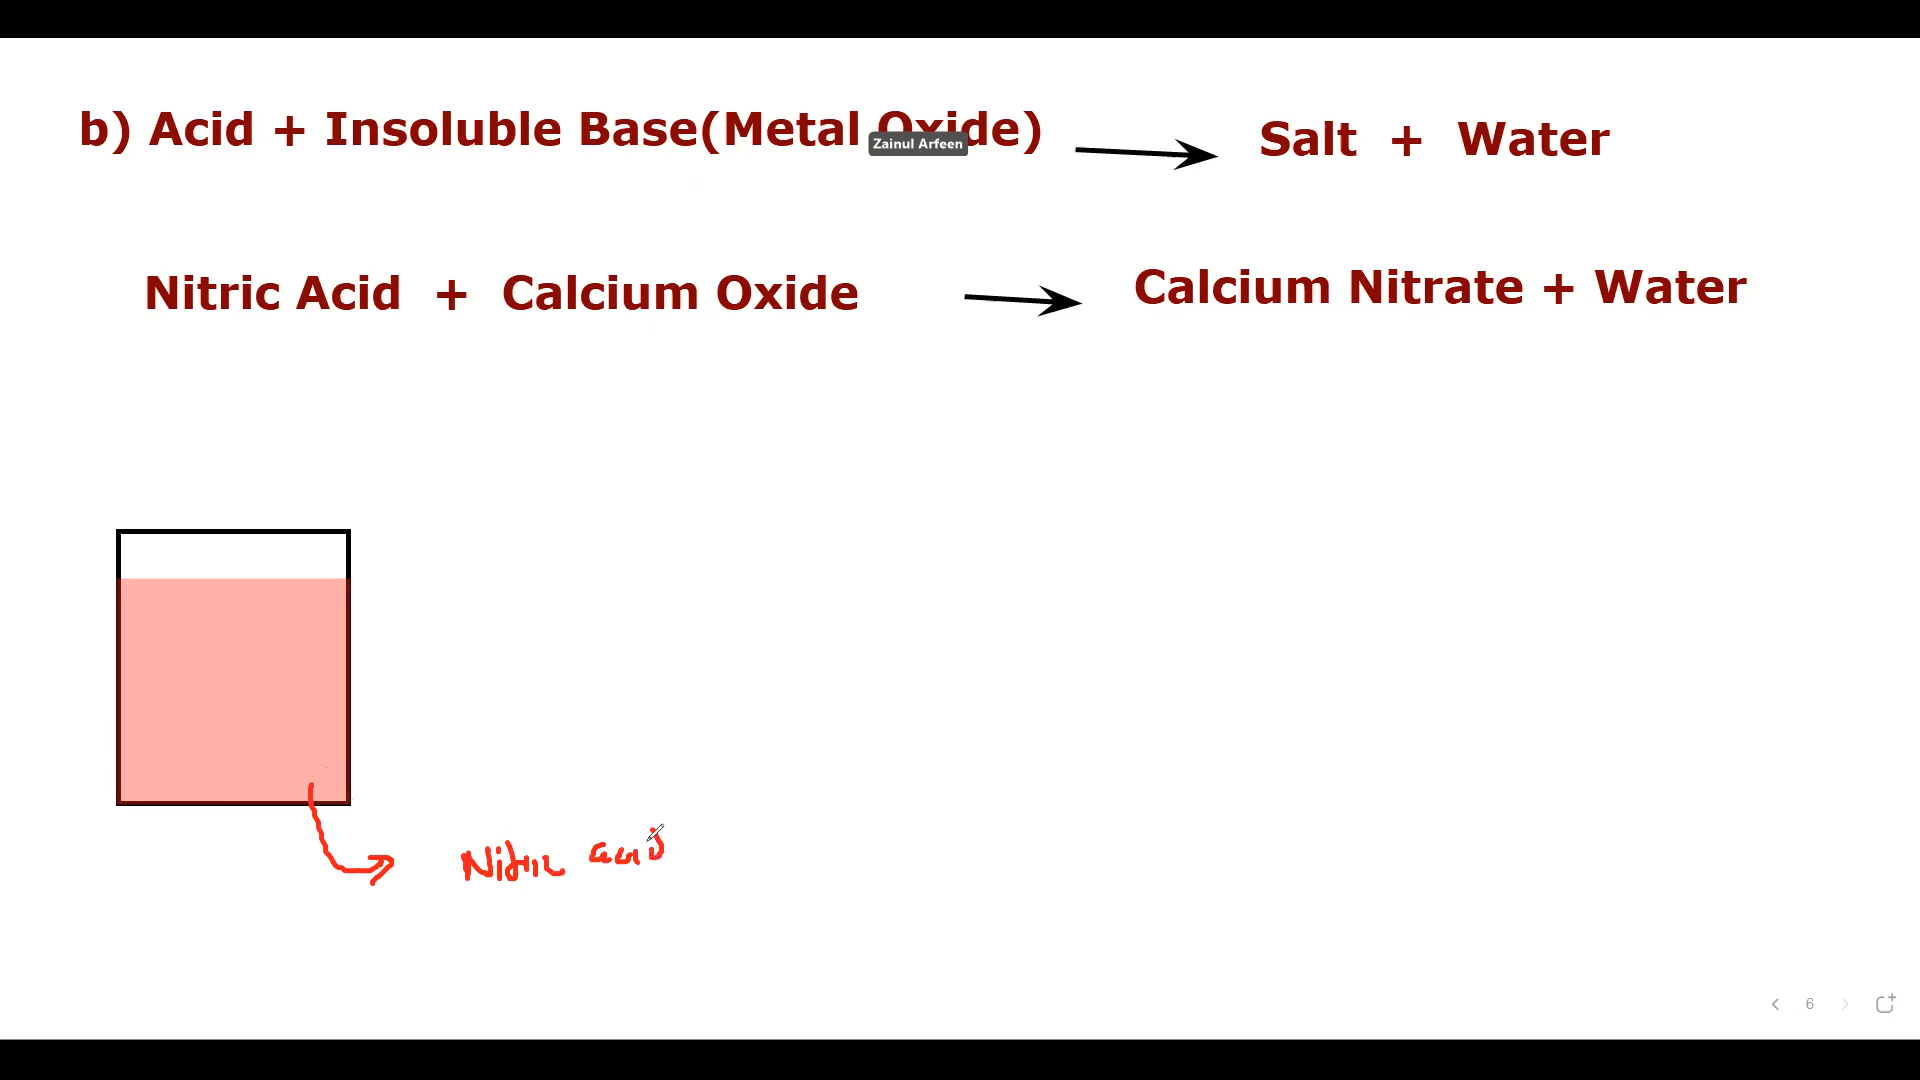 b) Acid + Insoluble Base(Metal Oxide) Salt + Water
Zainul Arfeen
Nitric Acid + Calcium Oxide Calcium Nitrate + Water
Nitric acid
6